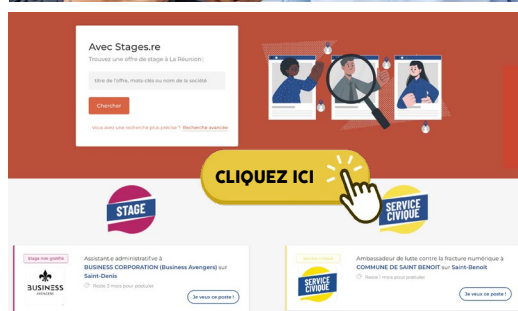 Avec Stages.re
Trouvez une offre de stage à La Réunion!
titre de l'offre, mots-clés ou nom de la société
Chercher
Vous avez une recherche plus précise ? Recherche avancée
CLIQUEZ ICI
STAGE
SERVICE
CIVIQUE
Stage non gratifié
BUSINESS
AVENGERS
Assistant.e administratif.ve à
BUSINESS CORPORATION (Business Avengers) sur
Saint-Denis
Reste 3 mois pour postuler
Je veux ce poste !
SERVICE
CIVIQUE
Ambassadeur de lutte contre la fracture numérique à
COMMUNE DE SAINT BENOIT sur Saint-Benoit
Reste 1 mois pour postuler
Je veux ce poste !